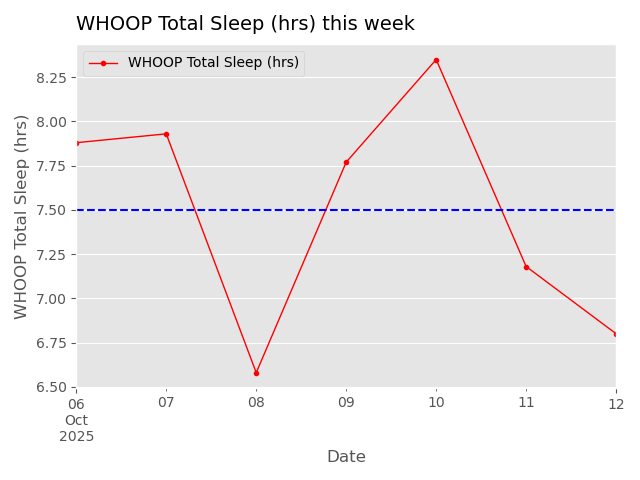 WHOOP Total Sleep (hrs) this week
WHOOP Total Sleep (hrs)
WHOOP Total Sleep (hrs)
8.25
8.00
7.75
7.50
7.25
7.00
6.75
6.50
06 07 08 09 10 11 12
Oct
2025
Date